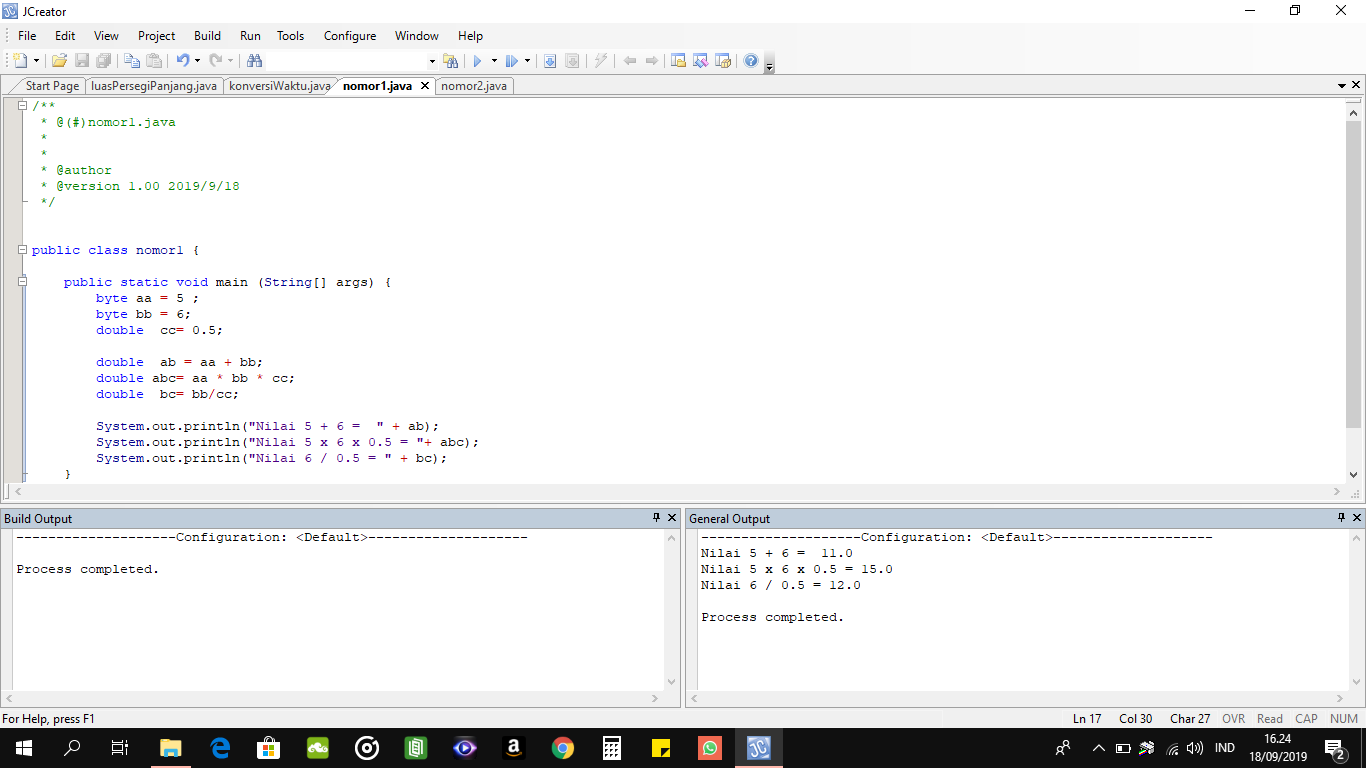 JCreator
File Edit View Project Build Run Tools Configure Window Help
Start Page luasPersegiPanjang.java konversiWaktu.java nomor1.java nomor2.java
/**
 * @(#)nomor1.java
 *
 *
 * @author
 * @version 1.00 2019/9/18
 */
public class nomor1 {
    public static void main (String[] args) {
        byte aa = 5 ;
        byte bb = 6;
        double  cc= 0.5;
        double  ab = aa + bb;
        double abc= aa * bb * cc;
        double  bc= bb/cc;
        System.out.println("Nilai 5 + 6 =  " + ab);
        System.out.println("Nilai 5 x 6 x 0.5 = "+ abc);
        System.out.println("Nilai 6 / 0.5 = " + bc);
    }
Build Output
--------------------Configuration: <Default>--------------------
Process completed.
General Output
--------------------Configuration: <Default>--------------------
Nilai 5 + 6 =  11.0
Nilai 5 x 6 x 0.5 = 15.0
Nilai 6 / 0.5 = 12.0
Process completed.
For Help, press F1
Ln 17 Col 30 Char 27 OVR Read CAP NUM
IND
16.24
18/09/2019
2